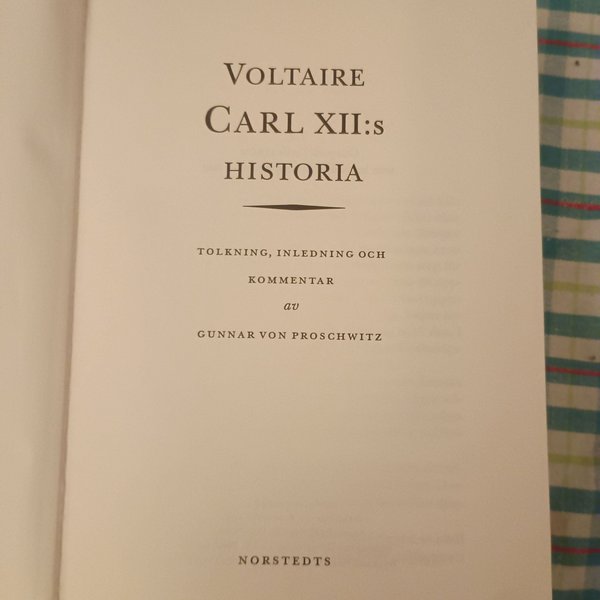 VOLTAIRE
CARL XII:s
HISTORIA
TOLKNING, INLEDNING OCH
KOMMENTAR
av
GUNNAR VON PROSCHWITZ
NORSTEDTS